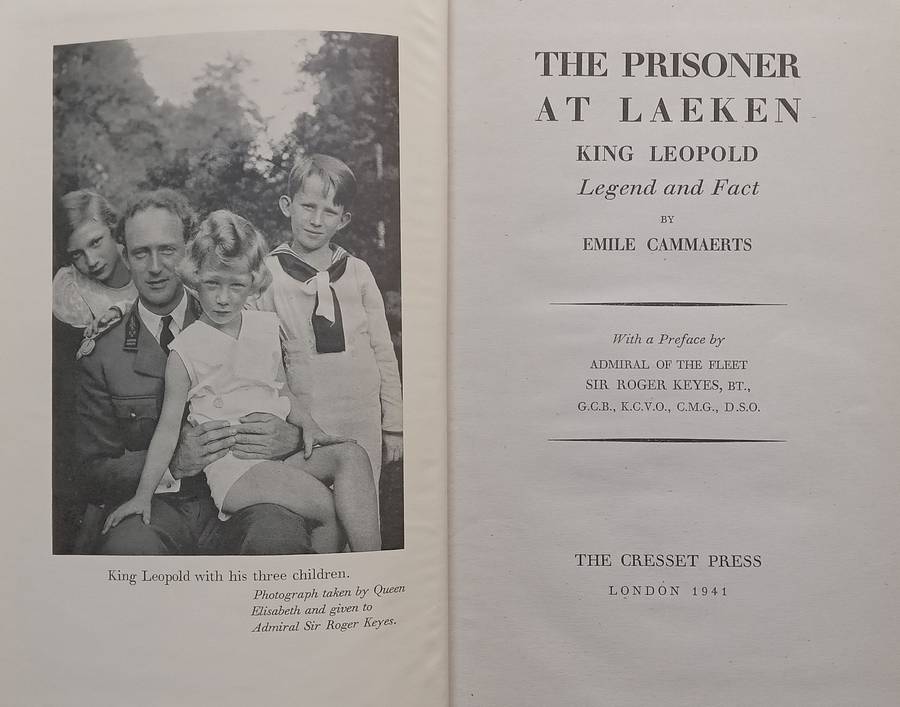 King Leopold with his three children.
Photograph taken by Queen
Elisabeth and given to
Admiral Sir Roger Keyes.
THE PRISONER
AT LAEKEN
KING LEOPOLD
Legend and Fact
BY
EMILE CAMMAERTS
With a Preface by
ADMIRAL OF THE FLEET
SIR ROGER KEYES, BT.,
G.C.B., K.C.V.O., C.M.G., D.S.O.
THE CRESSET PRESS
LONDON 1941